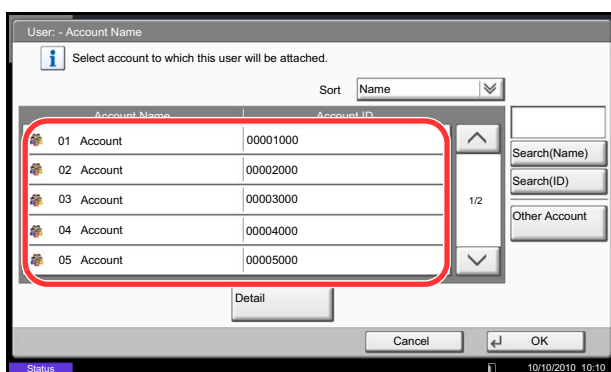 User: - Account Name
Select account to which this user will be attached.
Sort Name
Account Name Account ID
01 Account 00001000
02 Account 00002000
03 Account 00003000
04 Account 00004000
05 Account 00005000
1/2
Search(Name)
Search(ID)
Other Account
Detail
Cancel OK
Status 10/10/2010 10:10